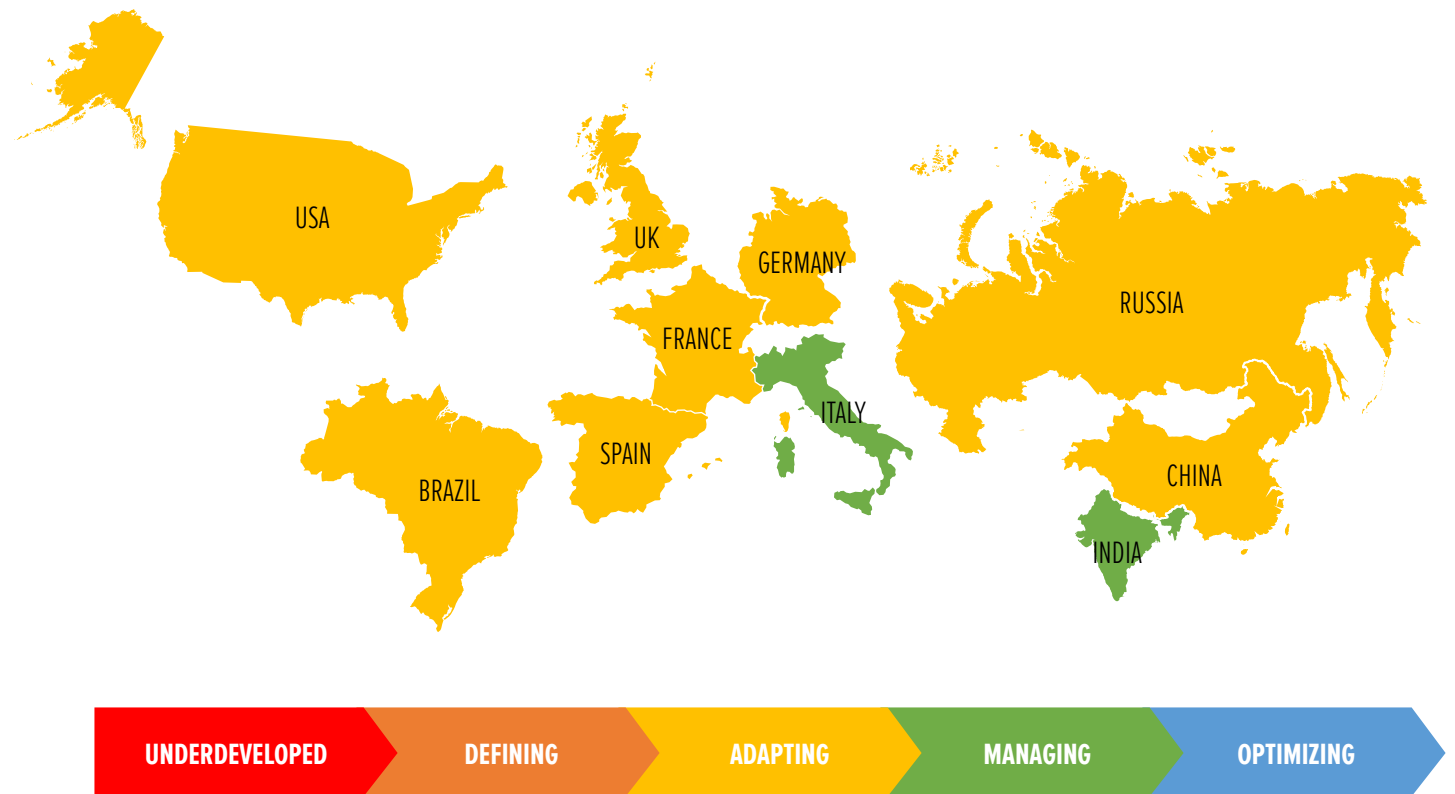 USA
UK
GERMANY
RUSSIA
FRANCE
ITALY
SPAIN
CHINA
BRAZIL
INDIA
UNDERDEVELOPED
DEFINING
ADAPTING
MANAGING
OPTIMIZING